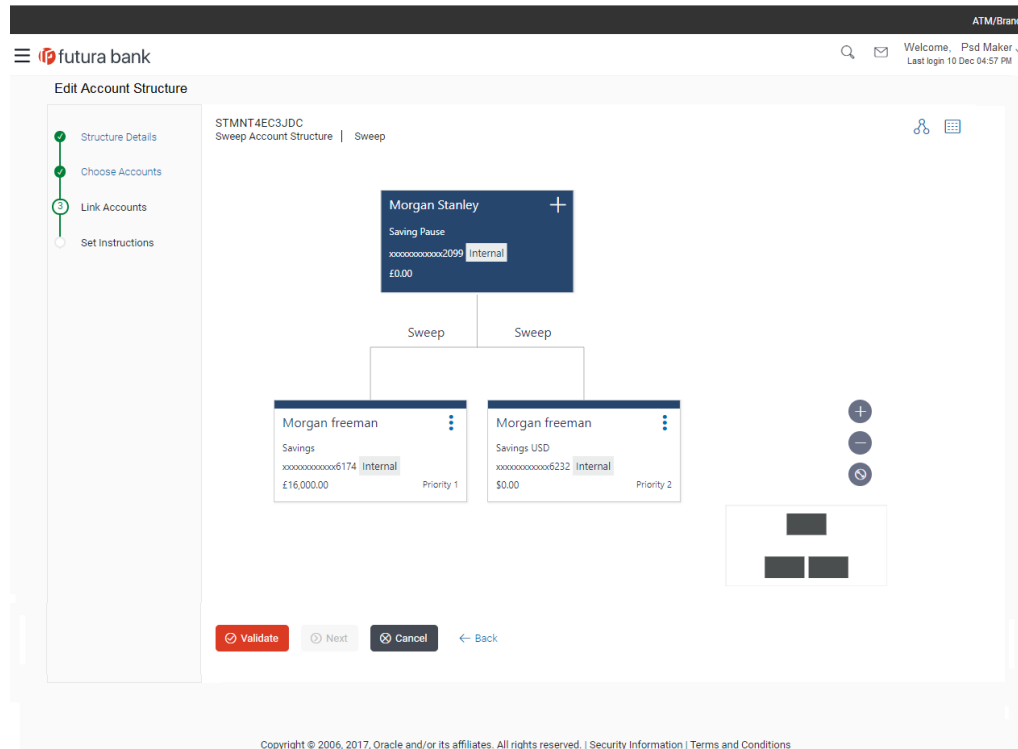 ATM/Branc
futura bank
Welcome, Psd Maker
Last login 10 Dec 04:57 PM
Edit Account Structure
Structure Details
Choose Accounts
3 Link Accounts
Set Instructions
STMNT4EC3JDC
Sweep Account Structure | Sweep
Morgan Stanley
Saving Pause
xxxxxxxxxxxx2099 Internal
£0.00
Sweep Sweep
Morgan freeman
Savings
xxxxxxxxxxxx6174 Internal
£16,000.00 Priority 1
Morgan freeman
Savings USD
xxxxxxxxxxxx6232 Internal
$0.00 Priority 2
Validate Next Cancel Back
Copyright © 2006, 2017, Oracle and/or its affiliates. All rights reserved. | Security Information | Terms and Conditions